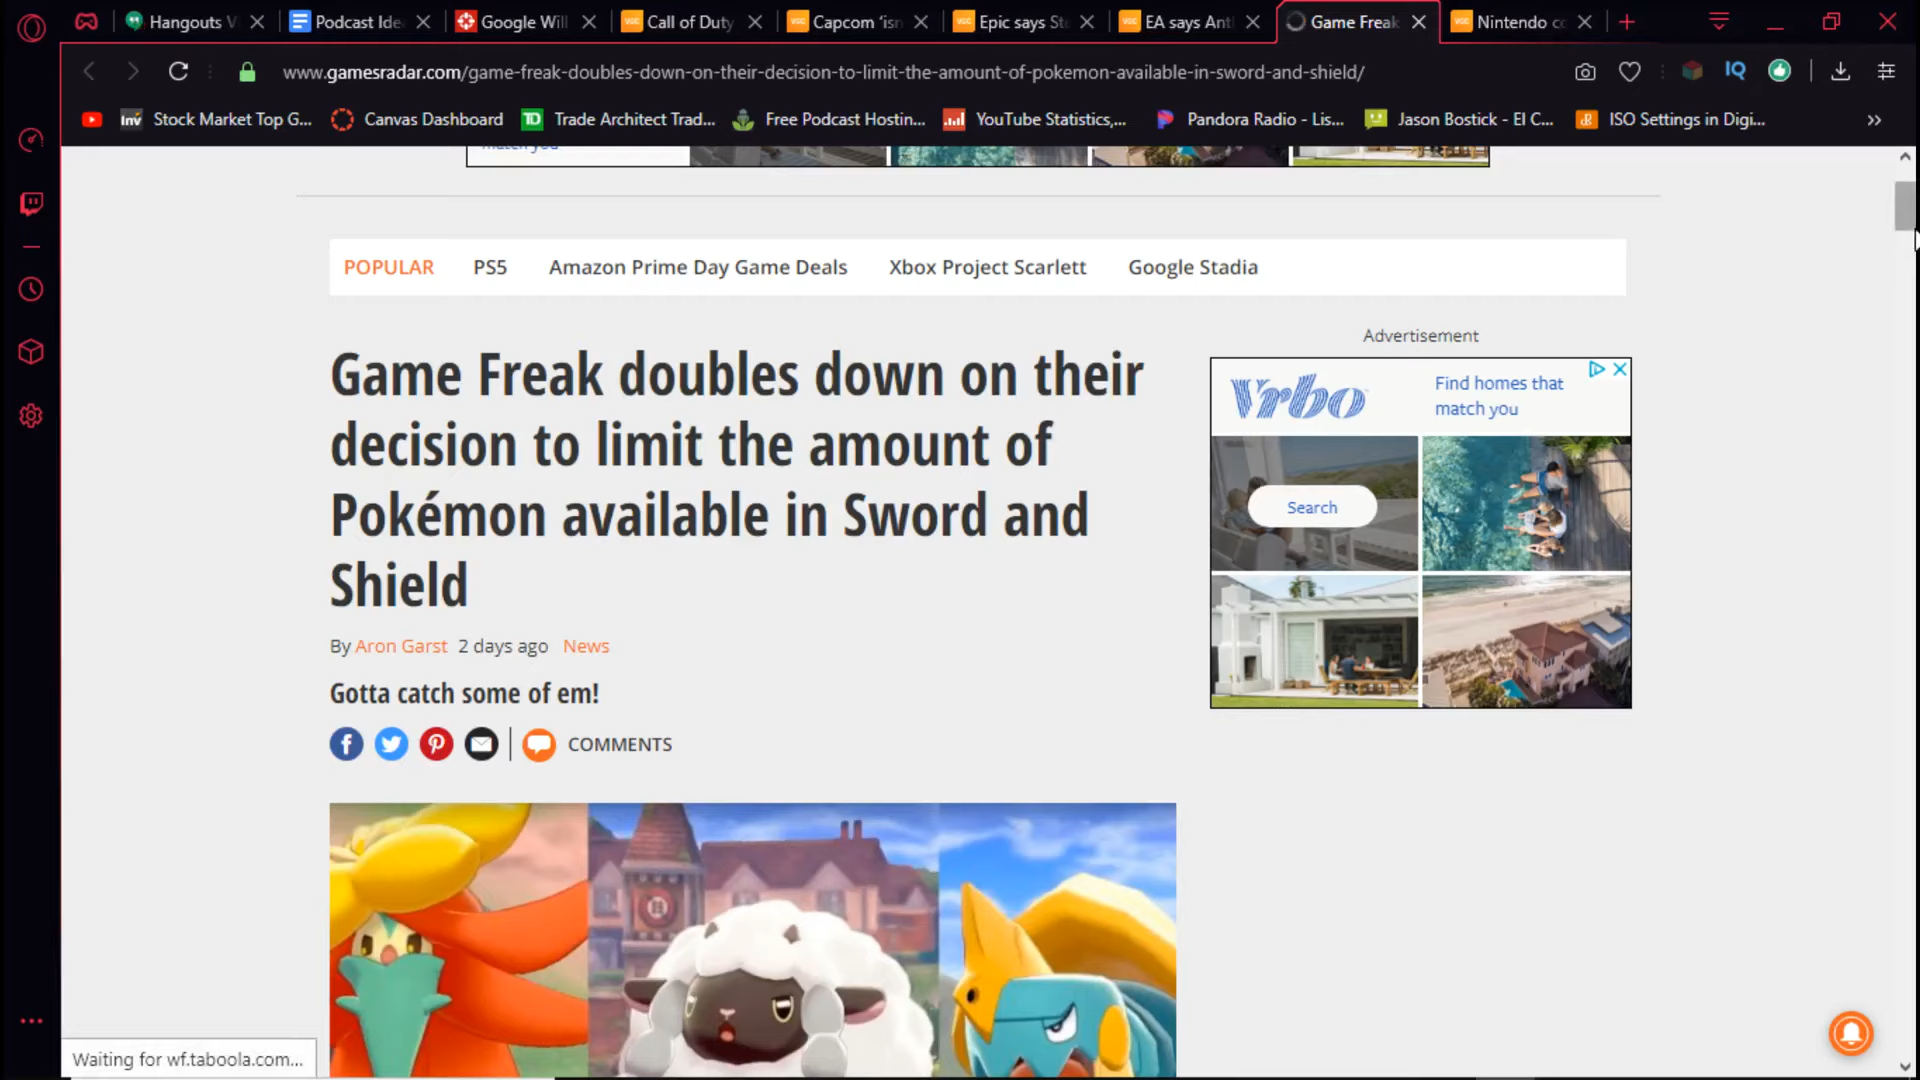 Hangouts V
Podcast Ide
Google Will
Call of Duty
Capcom 'isn
Epic says St
EA says Ant
Game Freak
Nintendo co
www.gamesradar.com/game-freak-doubles-down-on-their-decision-to-limit-the-amount-of-pokemon-available-in-sword-and-shield/
IQ
Inv Stock Market Top G...
Canvas Dashboard
TD Trade Architect Trad...
Free Podcast Hostin...
YouTube Statistics,...
Pandora Radio - Lis...
Jason Bostick - El C...
ISO Settings in Digi...
match you
POPULAR PS5 Amazon Prime Day Game Deals Xbox Project Scarlett Google Stadia
Game Freak doubles down on their
decision to limit the amount of
Pokémon available in Sword and
Shield
By Aron Garst 2 days ago News
Gotta catch some of em!
COMMENTS
Advertisement
Vrbo
Find homes that
match you
Search
Waiting for wf.taboola.com...